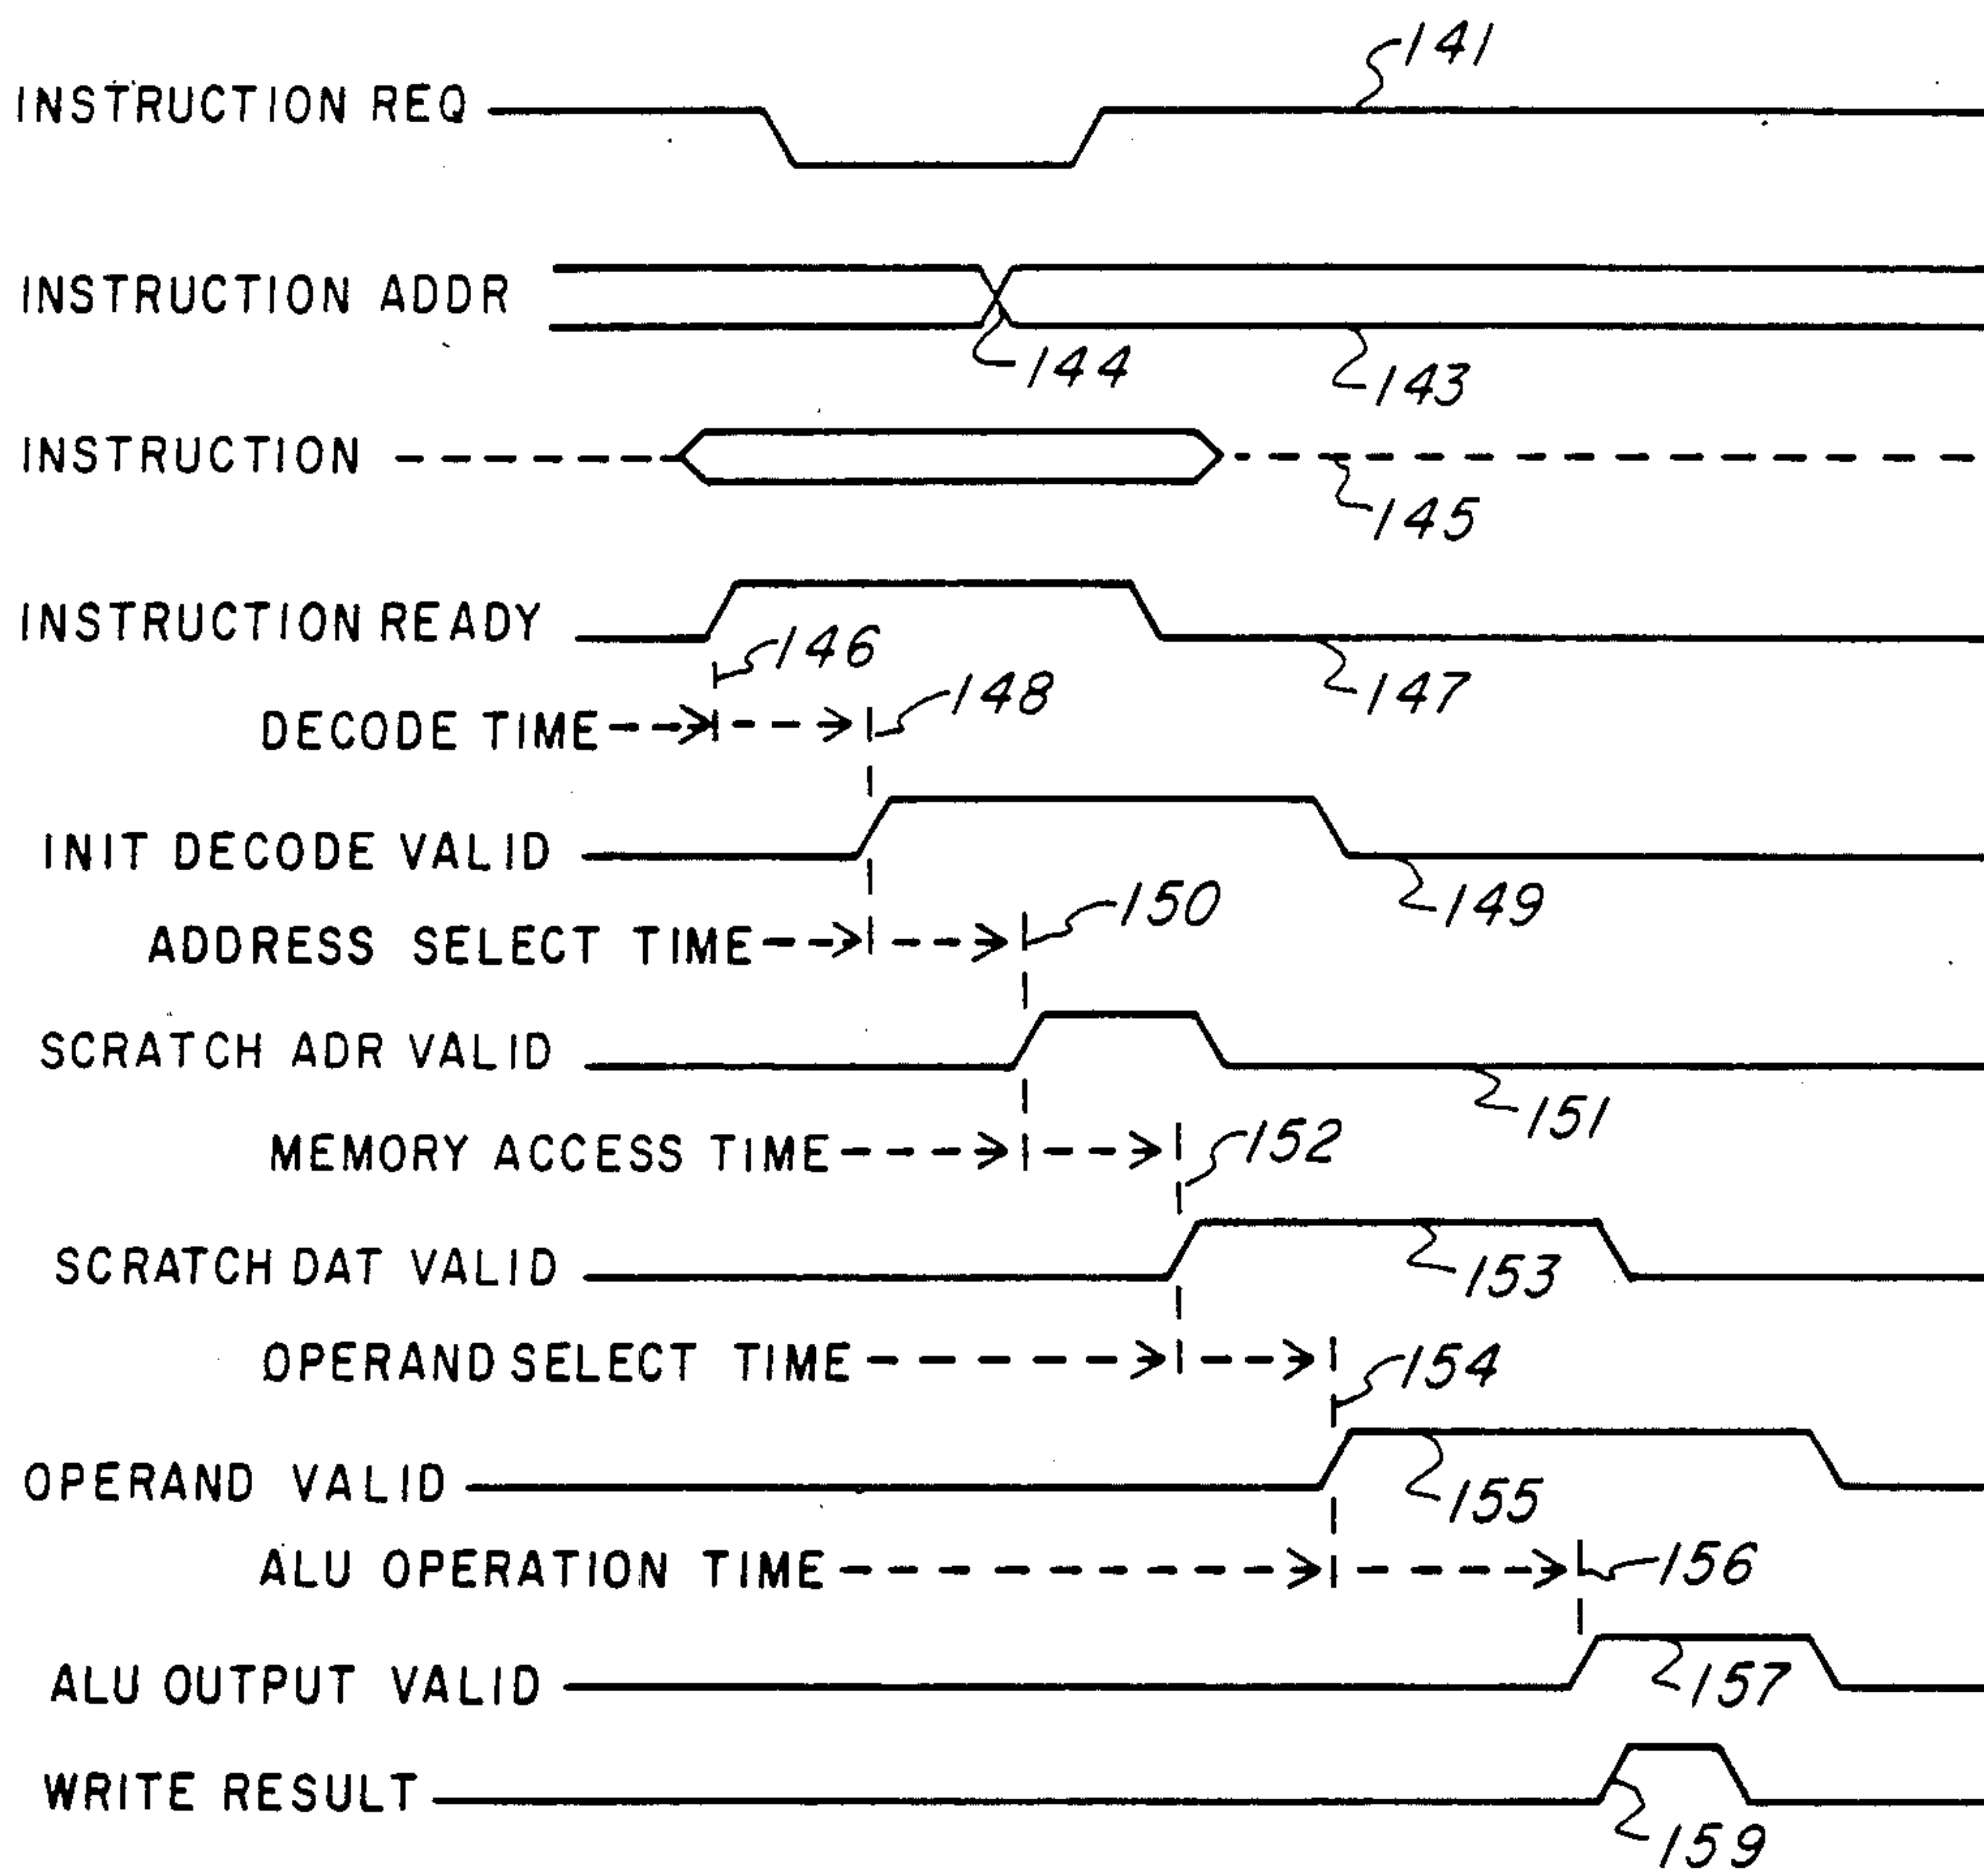 141
INSTRUCTION REQ
INSTRUCTION ADDR
144
143
INSTRUCTION
145
INSTRUCTION READY
146
147
148
DECODE TIME
INIT DECODE VALID
149
150
ADDRESS SELECT TIME
SCRATCH ADR VALID
151
MEMORY ACCESS TIME
152
SCRATCH DAT VALID
153
OPERAND SELECT TIME
154
OPERAND VALID
155
ALU OPERATION TIME
156
ALU OUTPUT VALID
157
WRITE RESULT
159